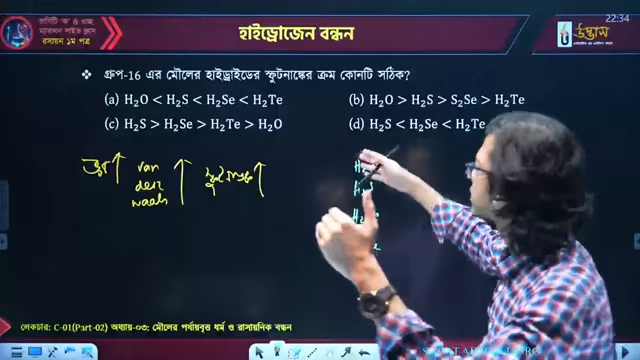 ভার্সিটি 'ক' & গুচ্ছ
ম্যারাথন লাইভ ক্লাস
রসায়ন ১ম পত্র
হাইড্রোজেন বন্ধন
22:34
উদ্ভাস
❖ গ্রুপ-16 এর মৌলের হাইড্রাইডের স্ফুটনাঙ্কের ক্রম কোনটি সঠিক?
(a) H₂O < H₂S < H₂Se < H₂Te
(b) H₂O > H₂S > S₂Se > H₂Te
(c) H₂S > H₂Se > H₂Te > H₂O
(d) H₂S < H₂Se < H₂Te
van
der
waals
লেকচার: C-01(Part-02) অধ্যায়-০৩: মৌলের পর্যায়বৃত্ত ধর্ম ও রাসায়নিক বন্ধন